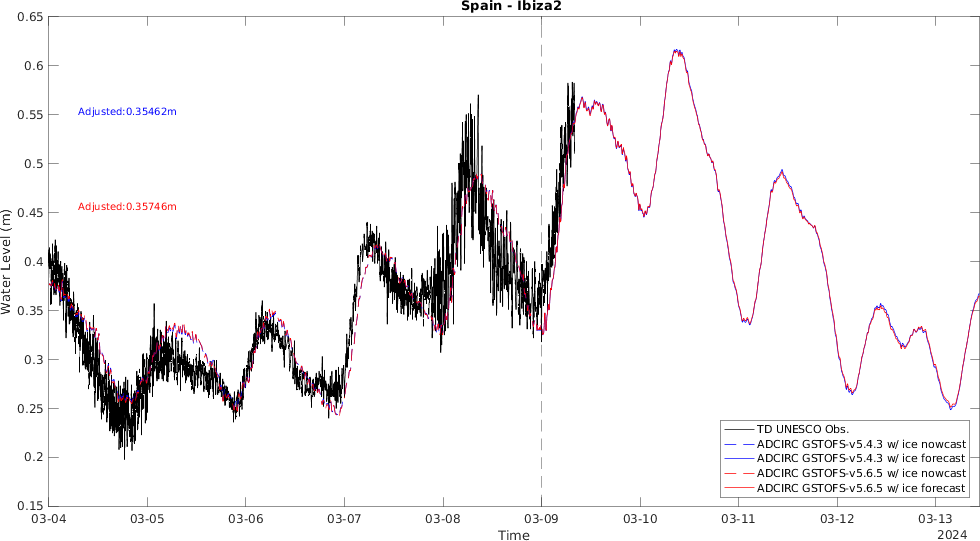 Spain - Ibiza2
0.65
0.6
0.55
0.5
0.45
0.4
0.35
0.3
0.25
0.2
0.15
Water Level (m)
Adjusted:0.35462m
Adjusted:0.35746m
TD UNESCO Obs.
ADCIRC GSTOFS-v5.4.3 w/ ice nowcast
ADCIRC GSTOFS-v5.4.3 w/ ice forecast
ADCIRC GSTOFS-v5.6.5 w/ ice nowcast
ADCIRC GSTOFS-v5.6.5 w/ ice forecast
03-04 03-05 03-06 03-07 03-08 03-09 03-10 03-11 03-12 03-13
Time
2024